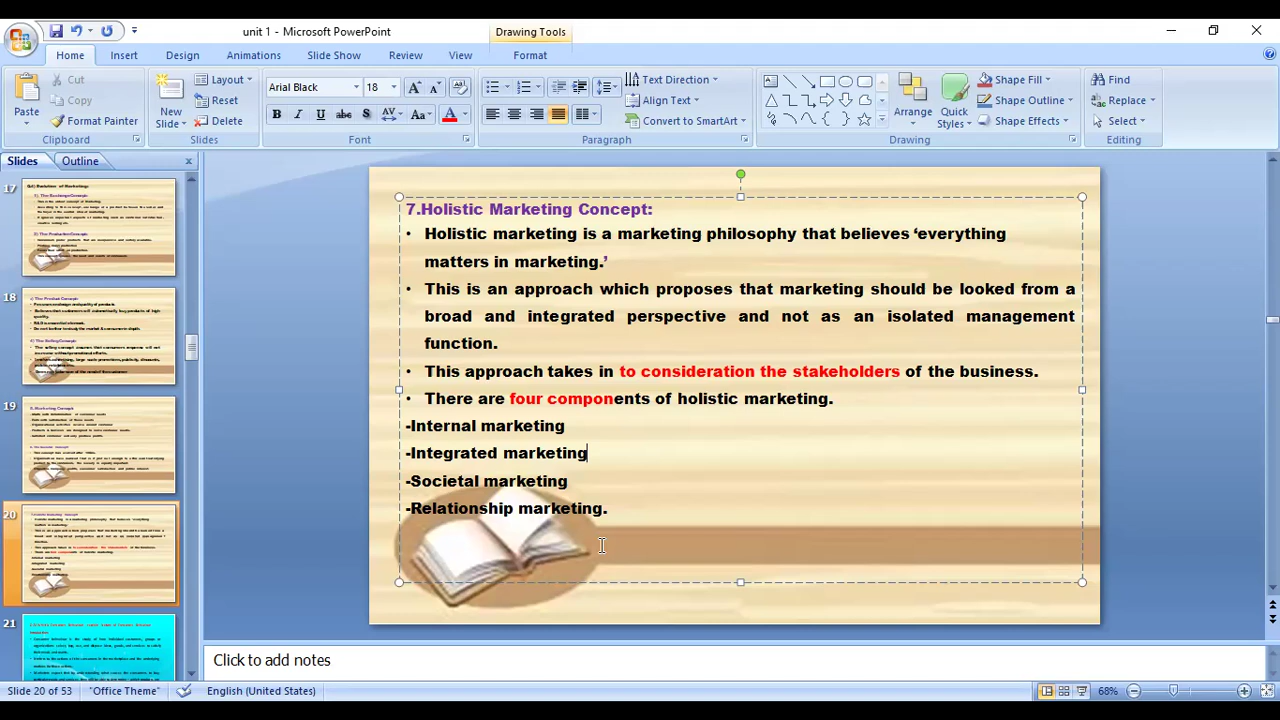 unit 1 - Microsoft PowerPoint
Drawing Tools
Home Insert Design Animations Slide Show Review View Format
Paste
Cut
Copy
Format Painter
Clipboard
New Slide
Layout
Reset
Delete
Slides
Arial Black 18
B I U abc S AV Aa A
Font
Text Direction
Align Text
Convert to SmartArt
Paragraph
Arrange
Quick Styles
Shape Fill
Shape Outline
Shape Effects
Drawing
Find
Replace
Select
Editing
Slides Outline
17
18
19
20
21
7.Holistic Marketing Concept:
• Holistic marketing is a marketing philosophy that believes ‘everything
matters in marketing.’
• This is an approach which proposes that marketing should be looked from a
broad and integrated perspective and not as an isolated management
function.
• This approach takes in to consideration the stakeholders of the business.
• There are four components of holistic marketing.
-Internal marketing
-Integrated marketing
-Societal marketing
-Relationship marketing.
Click to add notes
Slide 20 of 53 "Office Theme" English (United States) 68%